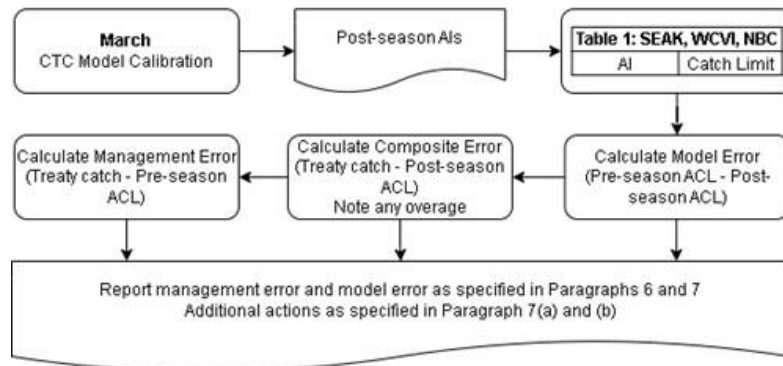 March
CTC Model Calibration
Post-season AIs
Table 1: SEAK, WCVI, NBC
AI
Catch Limit
Calculate Management Error
(Treaty catch - Pre-season
ACL)
Calculate Composite Error
(Treaty catch - Post-season
ACL)
Note any overage
Calculate Model Error
(Pre-season ACL - Post-
season ACL)
Report management error and model error as specified in Paragraphs 6 and 7
Additional actions as specified in Paragraph 7(a) and (b)